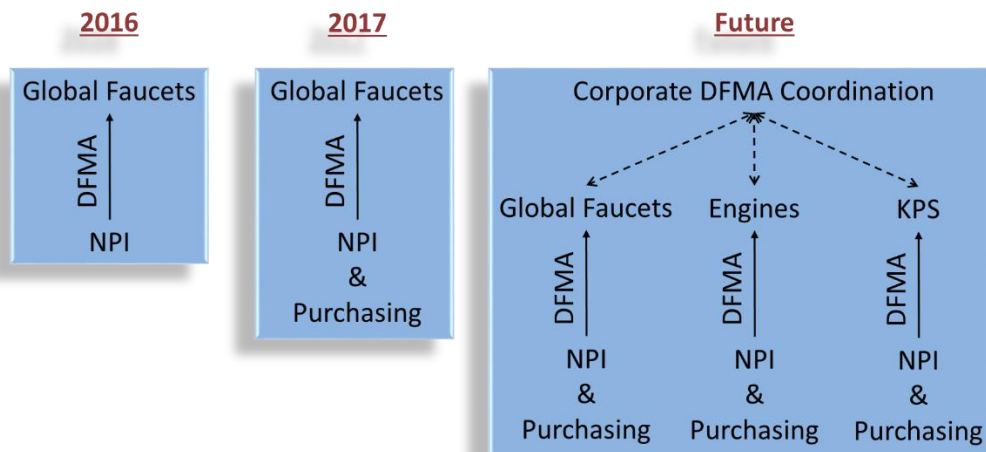 2016
Global Faucets
DFMA
NPI
2017
Global Faucets
DFMA
NPI
&
Purchasing
Future
Corporate DFMA Coordination
Global Faucets
DFMA
NPI
&
Purchasing
Engines
DFMA
NPI
&
Purchasing
KPS
DFMA
NPI
&
Purchasing